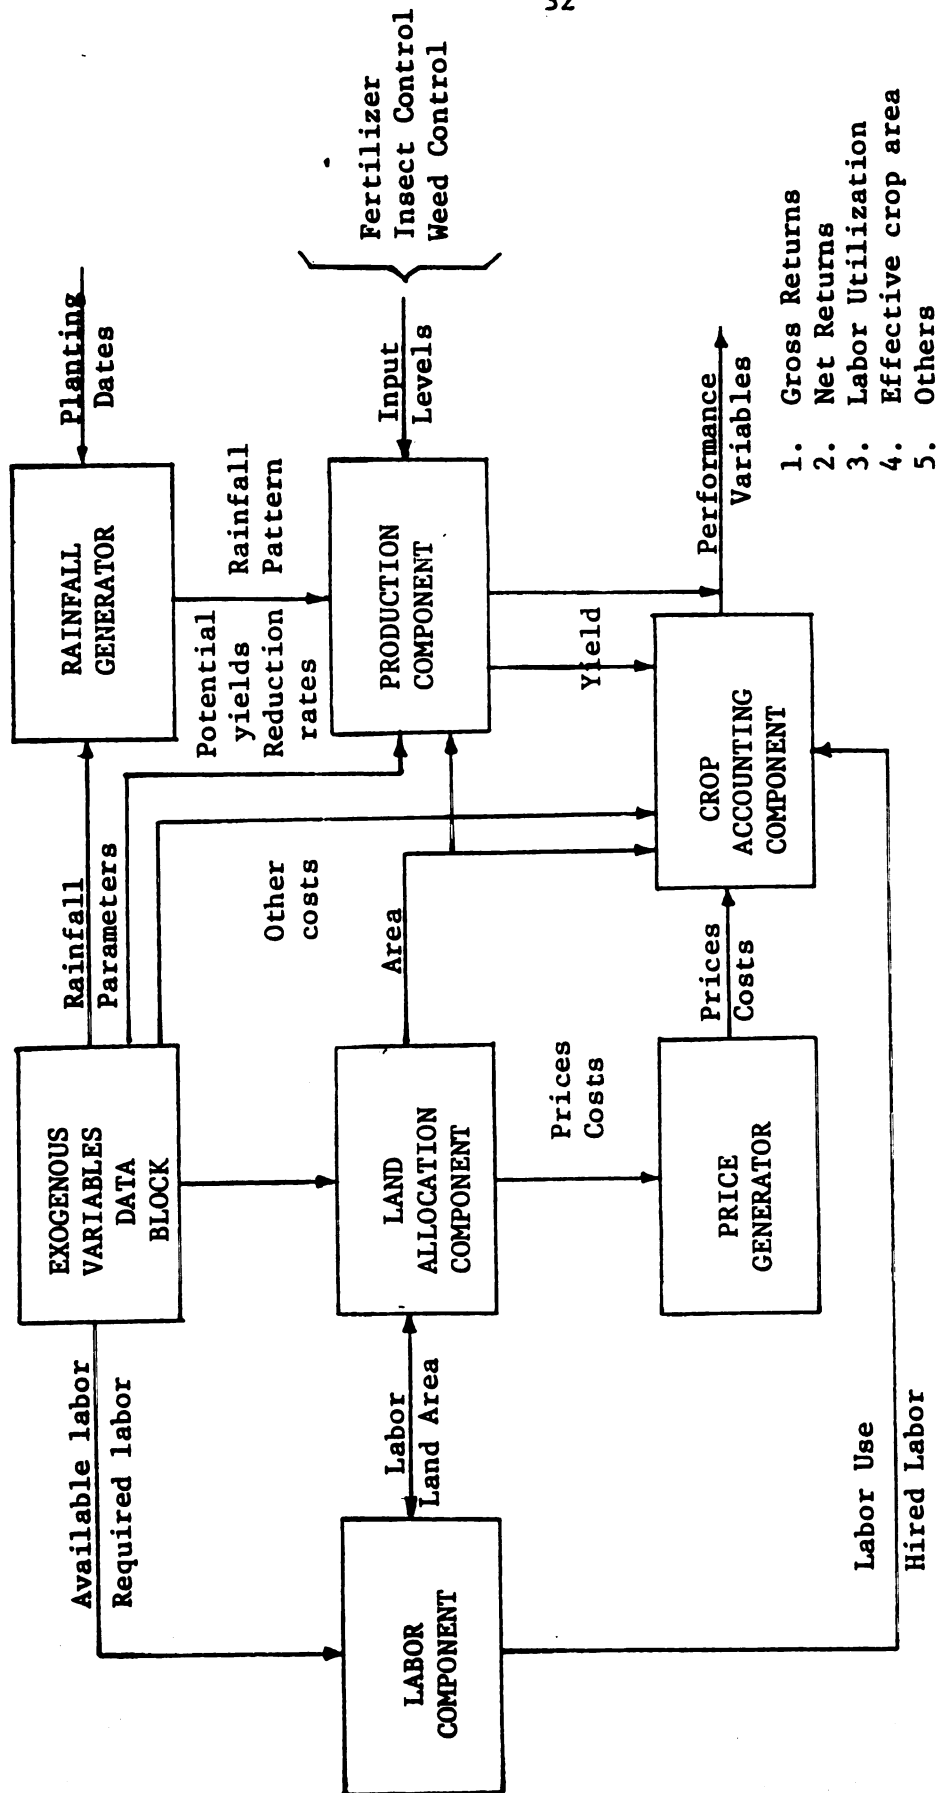 32
Available labor
Required labor
EXOGENOUS
VARIABLES
DATA
BLOCK
Rainfall
Parameters
RAINFALL
GENERATOR
Planting
Dates
Other
costs
Potential
yields
Reduction
rates
Rainfall
Pattern
LABOR
COMPONENT
Labor
Land Area
LAND
ALLOCATION
COMPONENT
Area
PRODUCTION
COMPONENT
Input
Levels
Fertilizer
Insect Control
Weed Control
Prices
Costs
Yield
PRICE
GENERATOR
Prices
Costs
CROP
ACCOUNTING
COMPONENT
Performance
Variables
Labor Use
Hired Labor
1. Gross Returns
2. Net Returns
3. Labor Utilization
4. Effective crop area
5. Others